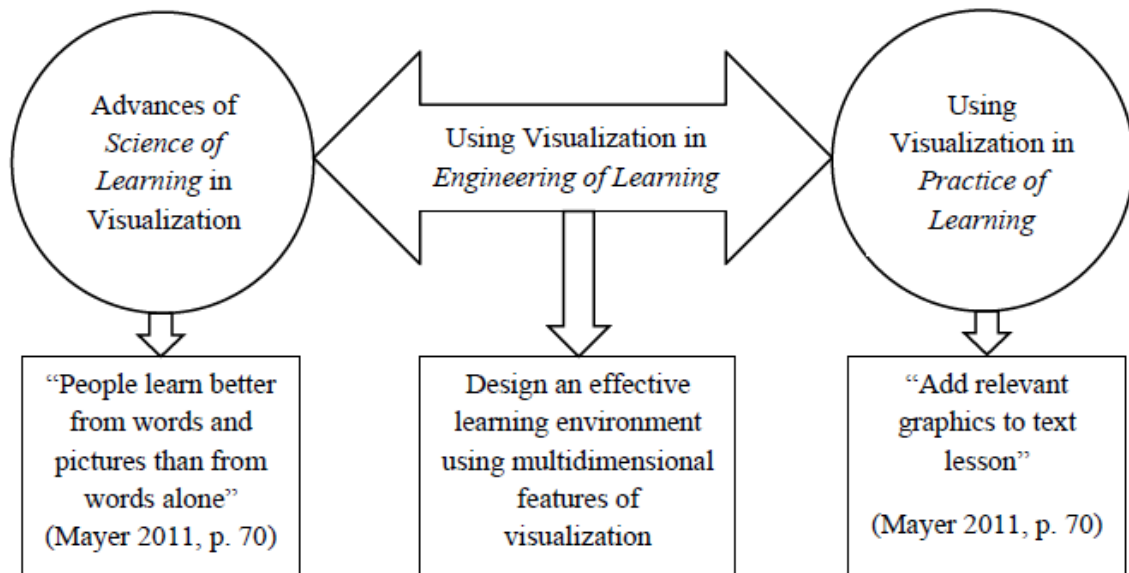 Advances of
Science of
Learning in
Visualization
Using Visualization in
Engineering of Learning
Using
Visualization in
Practice of
Learning
“People learn better
from words and
pictures than from
words alone”
(Mayer 2011, p. 70)
Design an effective
learning environment
using multidimensional
features of
visualization
“Add relevant
graphics to text
lesson”
(Mayer 2011, p. 70)